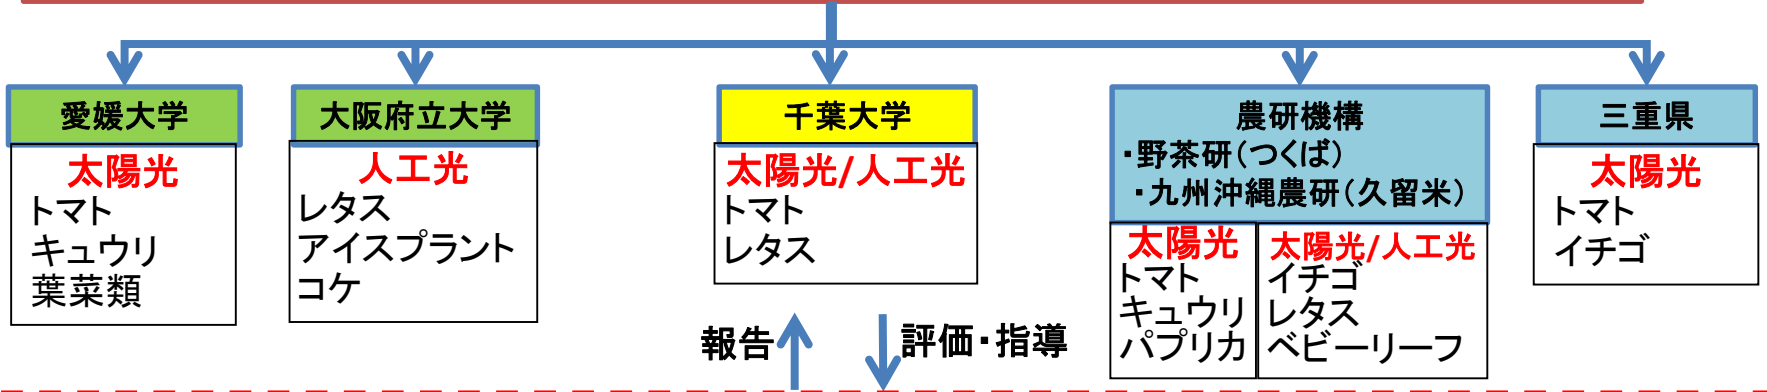 愛媛大学
太陽光
トマト
キュウリ
葉菜類
大阪府立大学
人工光
レタス
アイスプラント
コケ
千葉大学
太陽光/人工光
トマト
レタス
農研機構
・野茶研(つくば)
・九州沖縄農研(久留米)
太陽光
トマト
キュウリ
パプリカ
太陽光/人工光
イチゴ
レタス
ベビーリーフ
三重県
太陽光
トマト
イチゴ
報告
評価・指導